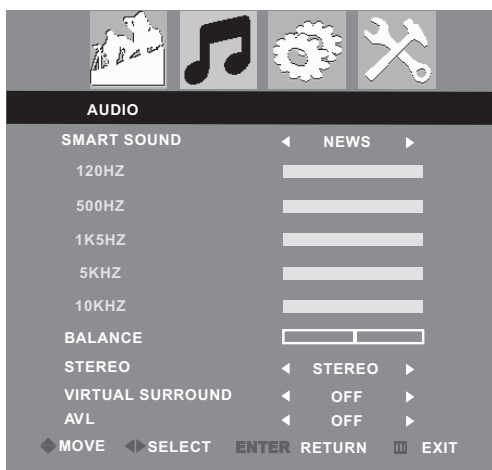 AUDIO
SMART SOUND NEWS
120HZ
500HZ
1K5HZ
5KHZ
10KHZ
BALANCE
STEREO STEREO
VIRTUAL SURROUND OFF
AVL OFF
MOVE SELECT ENTER RETURN EXIT